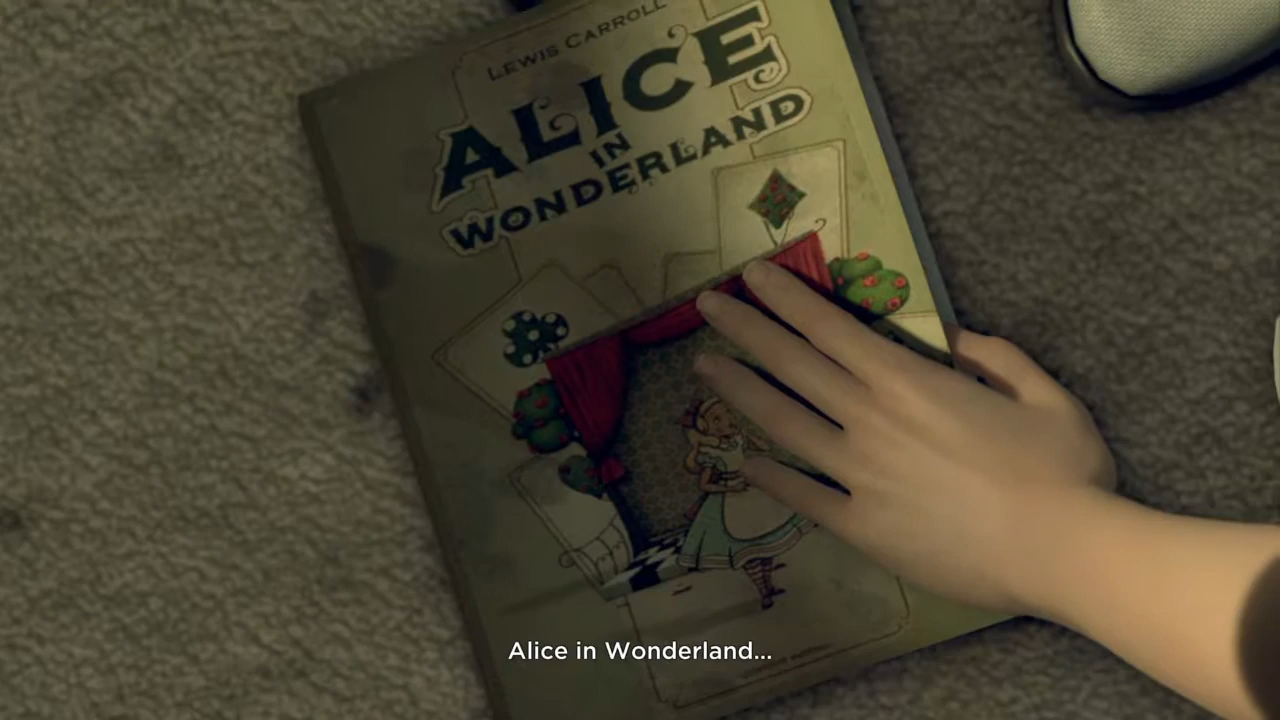 LEWIS CARROLL
ALICE
IN
WONDERLAND
Alice in Wonderland...